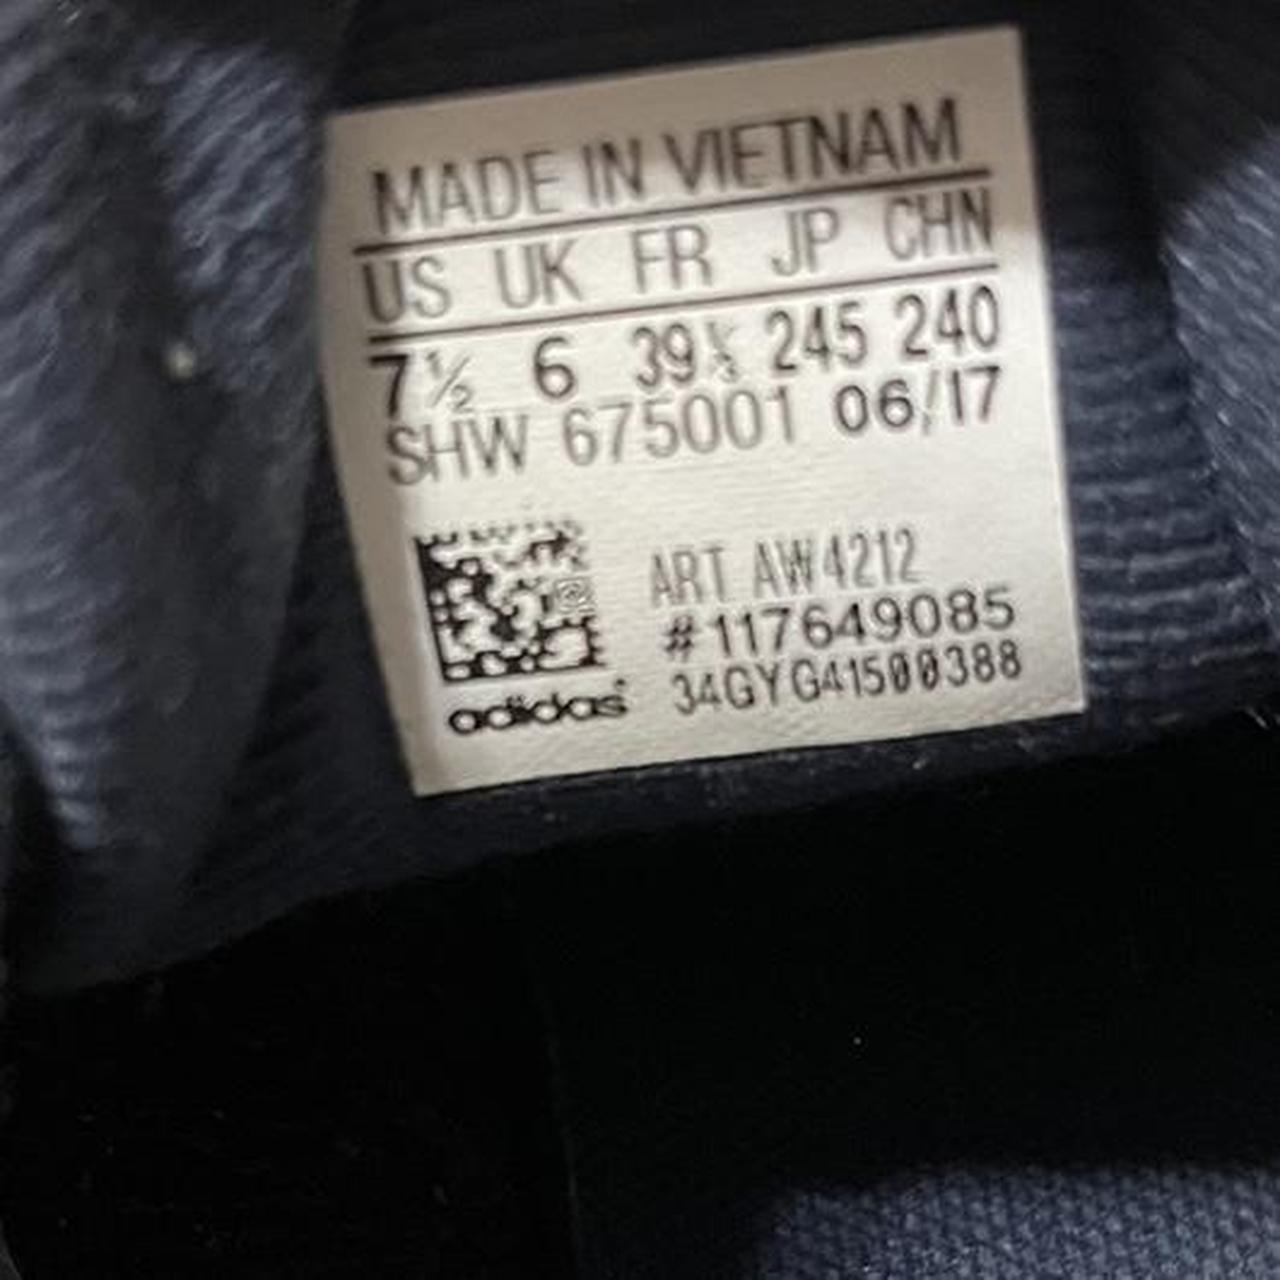 MADE IN VIETNAM
US UK FR JP CHN
7½ 6 39⅓ 245 240
SHW 675001 06/17
ART AW4212
#117649085
34GYG41500388
adidas